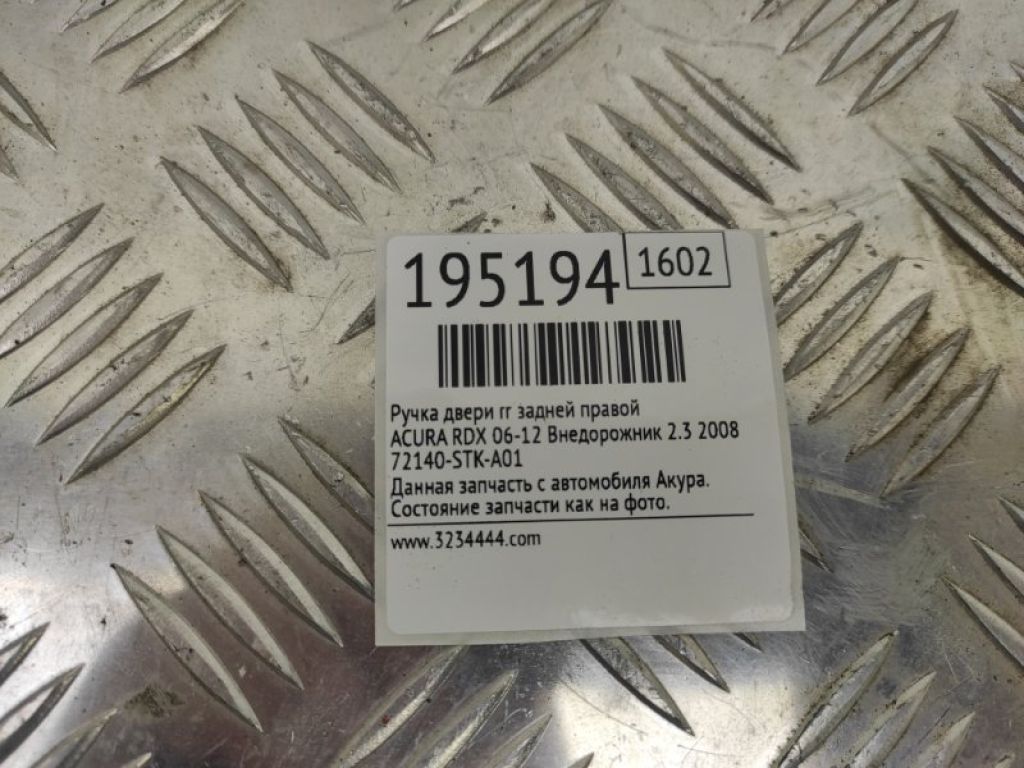 195194 1602
Ручка двери rr задней правой
ACURA RDX 06-12 Внедорожник 2.3 2008
72140-STK-A01
Данная запчасть с автомобиля Акура.
Состояние запчасти как на фото.
www.3234444.com